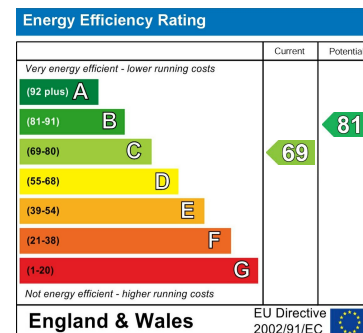 Energy Efficiency Rating
Current Potential
Very energy efficient - lower running costs
(92 plus) A
(81-91) B 81
(69-80) C 69
(55-68) D
(39-54) E
(21-38) F
(1-20) G
Not energy efficient - higher running costs
England & Wales
EU Directive
2002/91/EC